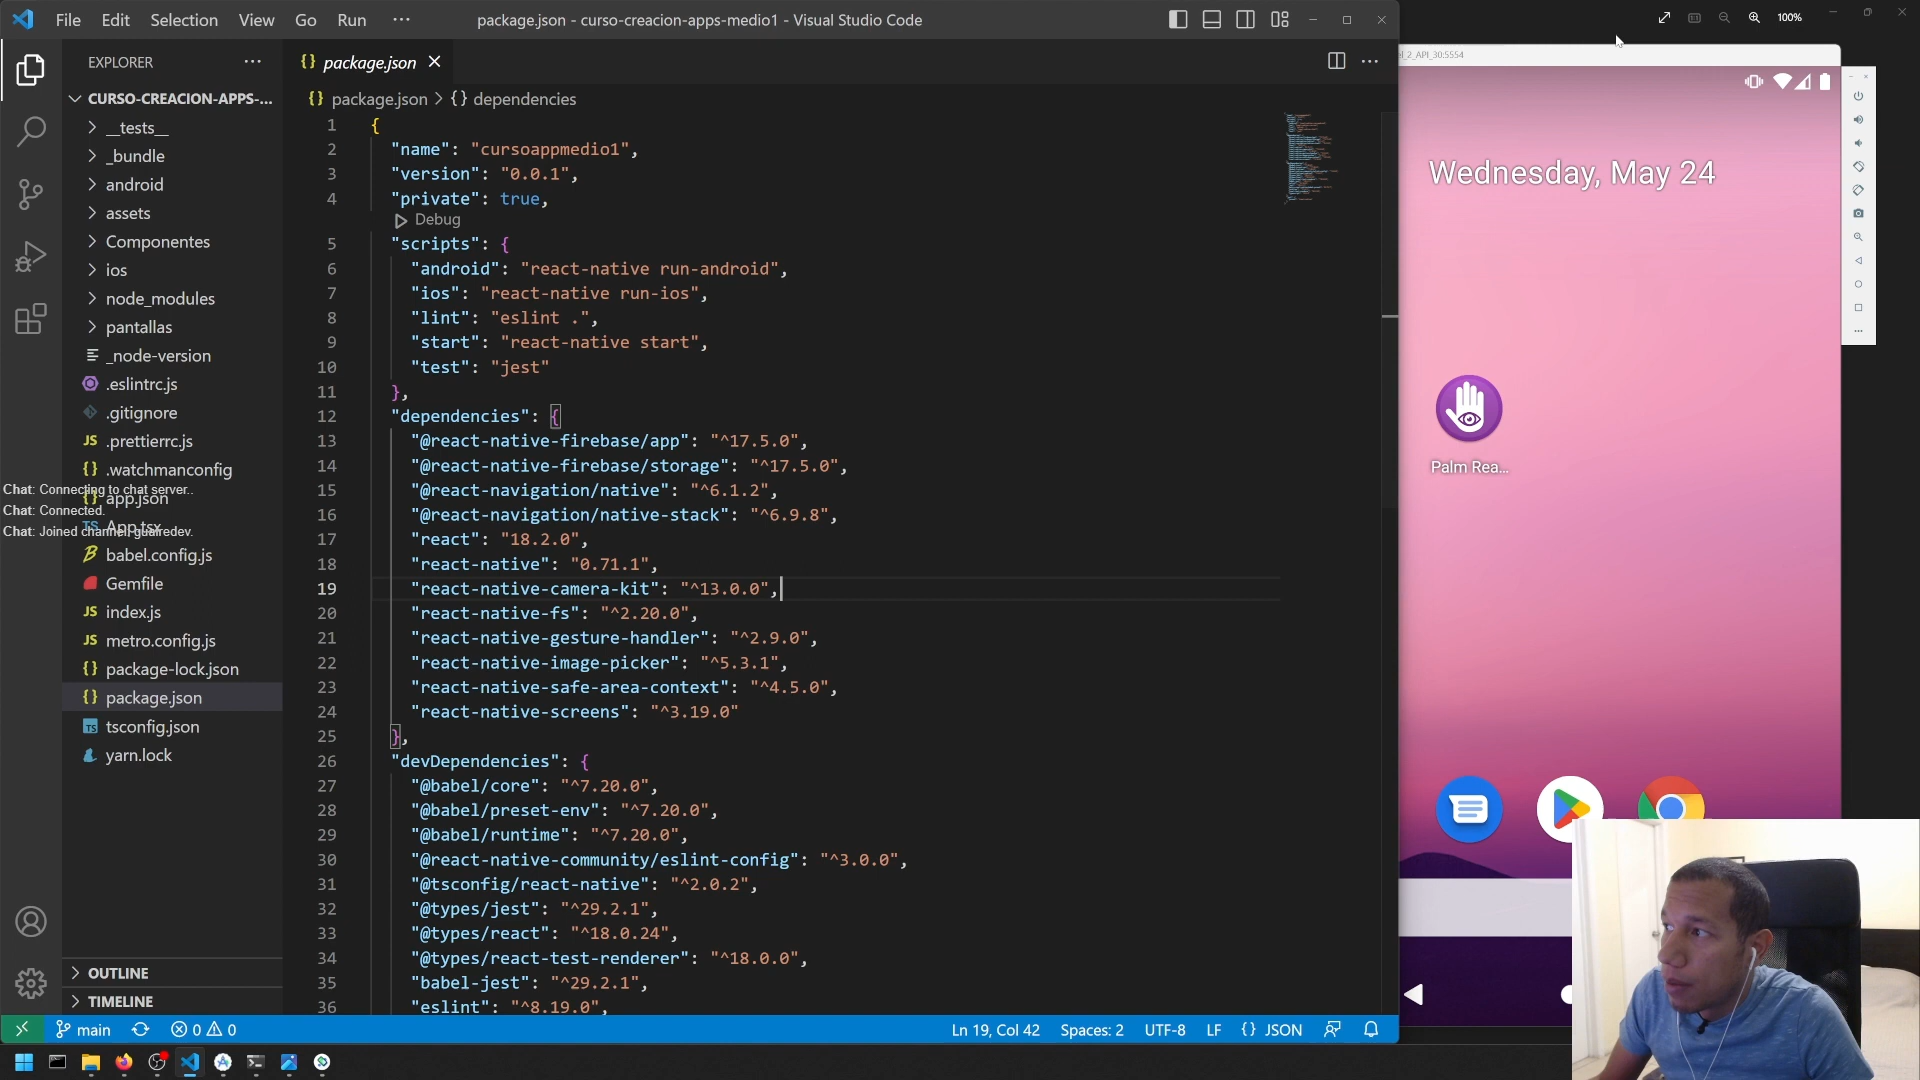 File Edit Selection View Go Run ··· package.json - curso-creacion-apps-medio1 - Visual Studio Code
100%
EXPLORER ···
package.json
_2_API_30:5554
CURSO-CREACION-APPS-...
package.json > {} dependencies
__tests__
_bundle
android
assets
Componentes
ios
node_modules
pantallas
_node-version
.eslintrc.js
.gitignore
.prettierrc.js
.watchmanconfig
app.json
App.tsx
babel.config.js
Gemfile
index.js
metro.config.js
package-lock.json
package.json
tsconfig.json
yarn.lock
Chat: Connecting to chat server..
Chat: Connected.
Chat: Joined channel, guairedev.
OUTLINE
TIMELINE
1 {
2 "name": "cursoappmedio1",
3 "version": "0.0.1",
4 "private": true,
Debug
5 "scripts": {
6 "android": "react-native run-android",
7 "ios": "react-native run-ios",
8 "lint": "eslint .",
9 "start": "react-native start",
10 "test": "jest"
11 },
12 "dependencies": {
13 "@react-native-firebase/app": "^17.5.0",
14 "@react-native-firebase/storage": "^17.5.0",
15 "@react-navigation/native": "^6.1.2",
16 "@react-navigation/native-stack": "^6.9.8",
17 "react": "18.2.0",
18 "react-native": "0.71.1",
19 "react-native-camera-kit": "^13.0.0",
20 "react-native-fs": "^2.20.0",
21 "react-native-gesture-handler": "^2.9.0",
22 "react-native-image-picker": "^5.3.1",
23 "react-native-safe-area-context": "^4.5.0",
24 "react-native-screens": "^3.19.0"
25 },
26 "devDependencies": {
27 "@babel/core": "^7.20.0",
28 "@babel/preset-env": "^7.20.0",
29 "@babel/runtime": "^7.20.0",
30 "@react-native-community/eslint-config": "^3.0.0",
31 "@tsconfig/react-native": "^2.0.2",
32 "@types/jest": "^29.2.1",
33 "@types/react": "^18.0.24",
34 "@types/react-test-renderer": "^18.0.0",
35 "babel-jest": "^29.2.1",
36 "eslint": "^8.19.0",
Wednesday, May 24
Palm Rea...
main 0 0 Ln 19, Col 42 Spaces: 2 UTF-8 LF {} JSON